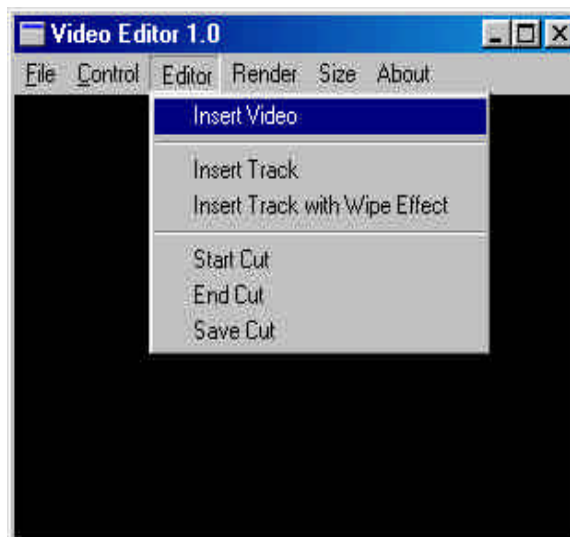 Video Editor 1.0
File Control Editor Render Size About
Insert Video
Insert Track
Insert Track with Wipe Effect
Start Cut
End Cut
Save Cut